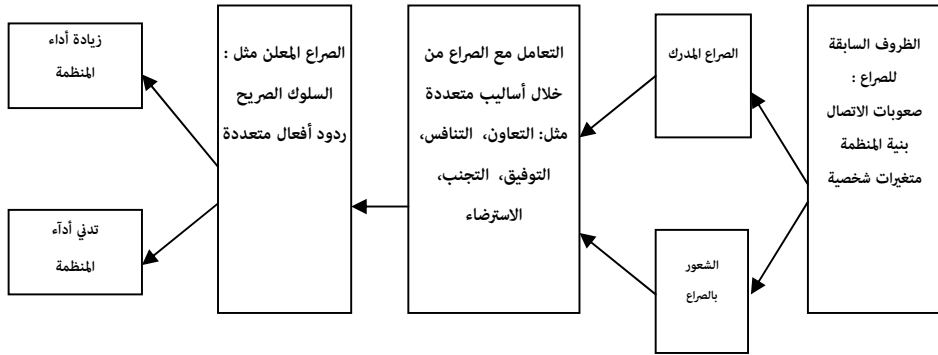 الظروف السابقة
للصراع :
صعوبات الاتصال
بنية المنظمة
متغيرات شخصية
الصراع المدرك
الشعور
بالصراع
التعامل مع الصراع من
خلال أساليب متعددة
مثل: التعاون، التنافس،
التوفيق، التجنب،
الاسترضاء
الصراع المعلن مثل :
السلوك الصريح
ردود أفعال متعددة
زيادة أداء
المنظمة
تدني أدآء
المنظمة